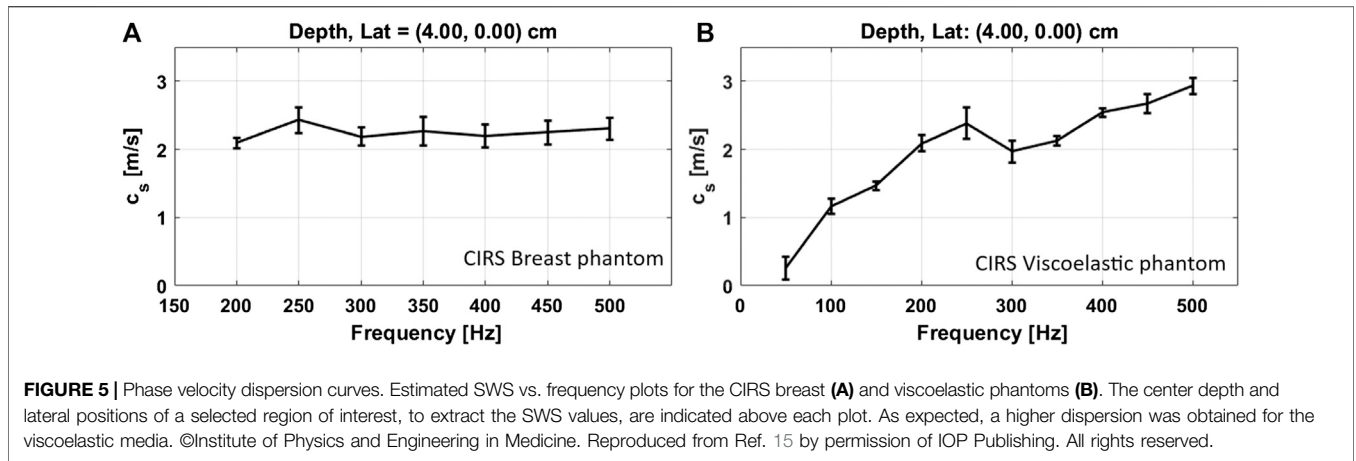 A
Depth, Lat = (4.00, 0.00) cm
3
2
1
0
c s [m/s]
CIRS Breast phantom
150 200 250 300 350 400 450 500
Frequency [Hz]
B
Depth, Lat: (4.00, 0.00) cm
3
2
1
0
c s [m/s]
CIRS Viscoelastic phantom
0 100 200 300 400 500
Frequency [Hz]
FIGURE 5 | Phase velocity dispersion curves. Estimated SWS vs. frequency plots for the CIRS breast (A) and viscoelastic phantoms (B). The center depth and
lateral positions of a selected region of interest, to extract the SWS values, are indicated above each plot. As expected, a higher dispersion was obtained for the
viscoelastic media. ©Institute of Physics and Engineering in Medicine. Reproduced from Ref. 15 by permission of IOP Publishing. All rights reserved.